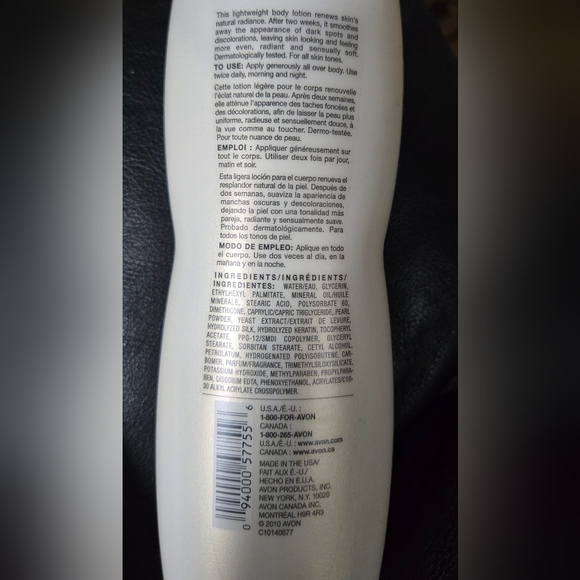 This lightweight body lotion renews skin's
natural radiance. After two weeks, it smoothes
away the appearance of dark spots and
discolorations, leaving skin looking and feeling
more even, radiant and sensually soft.
Dermatologically tested. For all skin tones.
TO USE: Apply generously all over body. Use
twice daily, morning and night.
Cette lotion légère pour le corps renouvelle
l'éclat naturel de la peau. Après deux semaines,
elle atténue l'apparence des taches foncées et
des décolorations, afin de laisser la peau plus
uniforme, radieuse et sensuellement douce, à
la vue comme au toucher. Dermo-testée.
Pour toute nuance de peau.
EMPLOI : Appliquer généreusement sur
tout le corps. Utiliser deux fois par jour,
matin et soir.
Esta ligera loción para el cuerpo renueva el
resplandor natural de la piel. Después de
dos semanas, suaviza la apariencia de
manchas oscuras y descoloraciones,
dejando la piel con una tonalidad más
pareja, radiante y sensualmente suave.
Probado dermatológicamente. Para
todos los tonos de piel.
MODO DE EMPLEO: Aplique en todo
el cuerpo. Use dos veces al día, en la
mañana y en la noche.
INGREDIENTS/INGRÉDIENTS/
INGREDIENTES: WATER/EAU, GLYCERIN,
ETHYLHEXYL PALMITATE, MINERAL OIL/HUILE
MINÉRALE, STEARIC ACID, POLYSORBATE 60,
DIMETHICONE, CAPRYLIC/CAPRIC TRIGLYCERIDE, PEARL
POWDER, YEAST EXTRACT/EXTRAIT DE LEVURE,
HYDROLYZED SILK, HYDROLYZED KERATIN, TOCOPHERYL
ACETATE, PPG-12/SMDI COPOLYMER, GLYCERYL
STEARATE, SORBITAN STEARATE, CETYL ALCOHOL,
PETROLATUM, HYDROGENATED POLYISOBUTENE, CAR-
BOMER, PARFUM/FRAGRANCE, TRIMETHYLSILOXYSILICATE,
POTASSIUM HYDROXIDE, METHYLPARABEN, PROPYLPARA-
BEN, DISODIUM EDTA, PHENOXYETHANOL, ACRYLATES/C10-
30 ALKYL ACRYLATE CROSSPOLYMER.
0 94000 57755 6
U.S.A./É.-U. :
1-800-FOR-AVON
CANADA :
1-800-265-AVON
U.S.A./É.-U. : www.avon.com
CANADA : www.avon.ca
MADE IN THE USA/
FAIT AUX É.-U./
HECHO EN E.U.A.
AVON PRODUCTS, INC.
NEW YORK, N.Y. 10020
AVON CANADA INC.
MONTRÉAL H9R 4R3
© 2010 AVON
C10140677